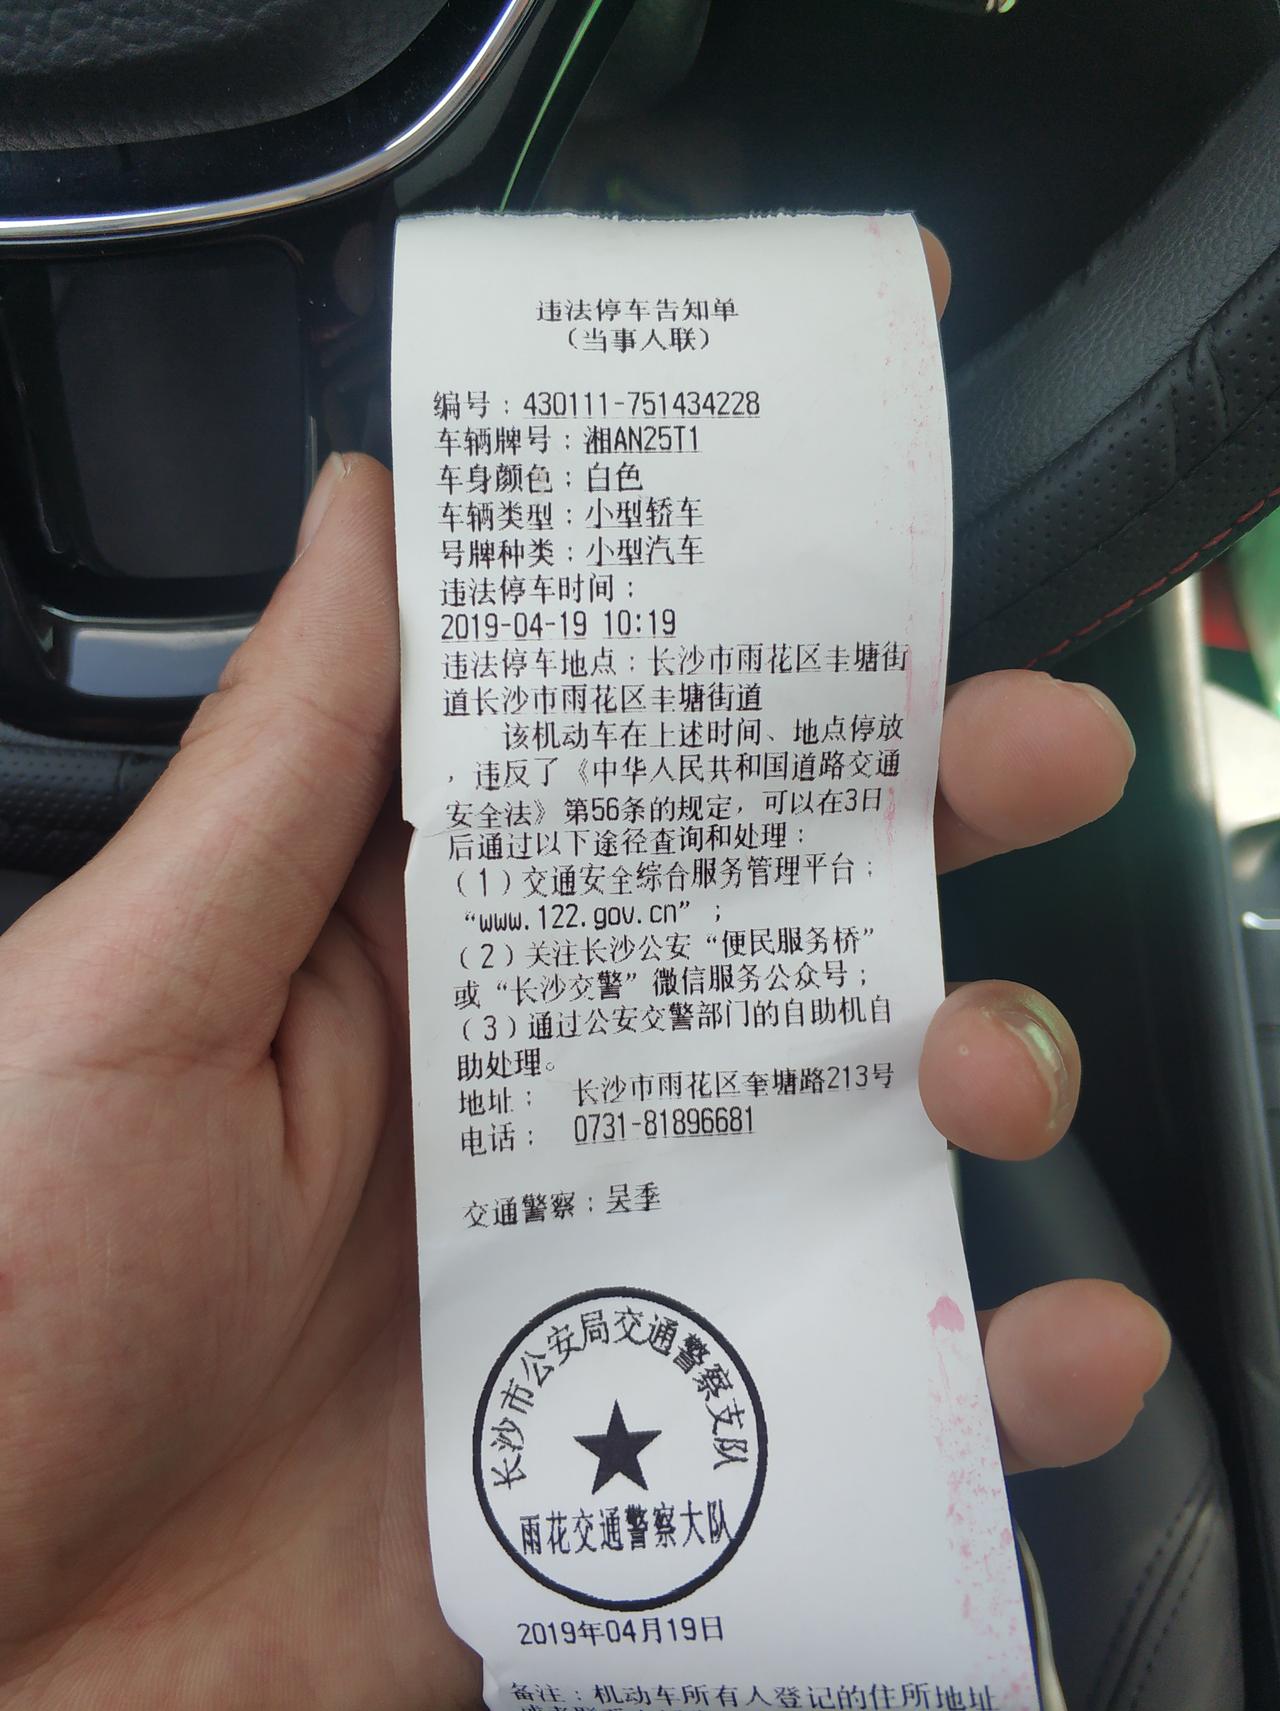 违法停车告知单
(当事人联)
编号：430111-751434228
车辆牌号：湘AN25T1
车身颜色：白色
车辆类型：小型轿车
号牌种类：小型汽车
违法停车时间：
2019-04-19 10:19
违法停车地点：长沙市雨花区圭塘街
道长沙市雨花区圭塘街道
该机动车在上述时间、地点停放
，违反了《中华人民共和国道路交通
安全法》第56条的规定，可以在3日
后通过以下途径查询和处理：
(1)交通安全综合服务管理平台；
“www.122.gov.cn”；
(2)关注长沙公安“便民服务桥”
或“长沙交警”微信服务公众号；
(3)通过公安交警部门的自助机自
助处理。
地址： 长沙市雨花区奎塘路213号
电话： 0731-81896681
交通警察：吴季
长沙市公安局交通警察支队
雨花交通警察大队
2019年04月19日
备注：机动车所有人登记的住所地址